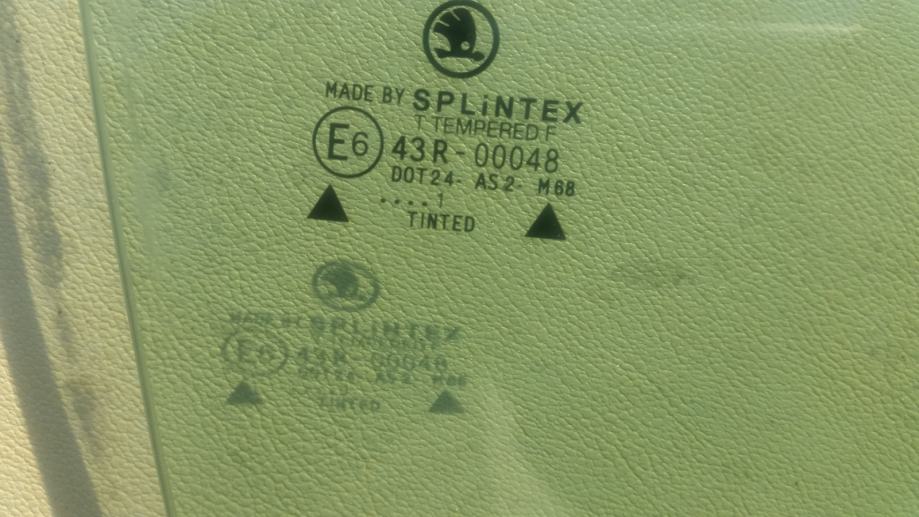 MADE BY SPLiNTEX
T TEMPERED F
E6 43R-00048
DOT24- AS2- M68
....1
TINTED